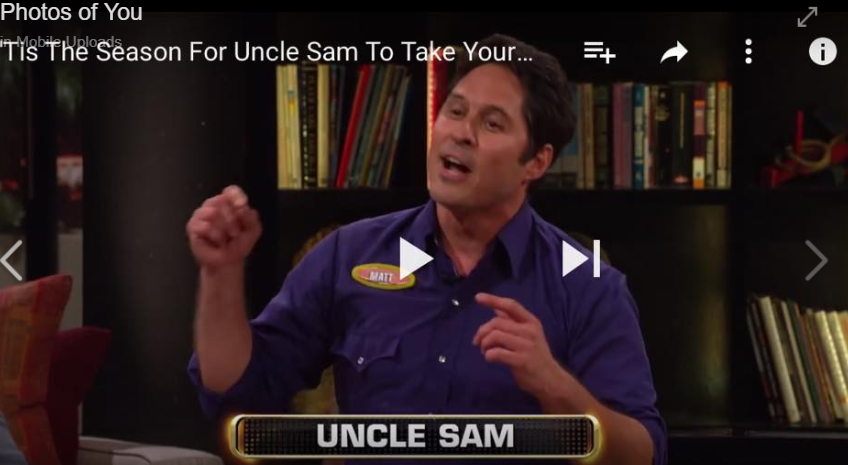 Photos of You
in Mobile Uploads
'Tis The Season For Uncle Sam To Take Your...
MATT
UNCLE SAM